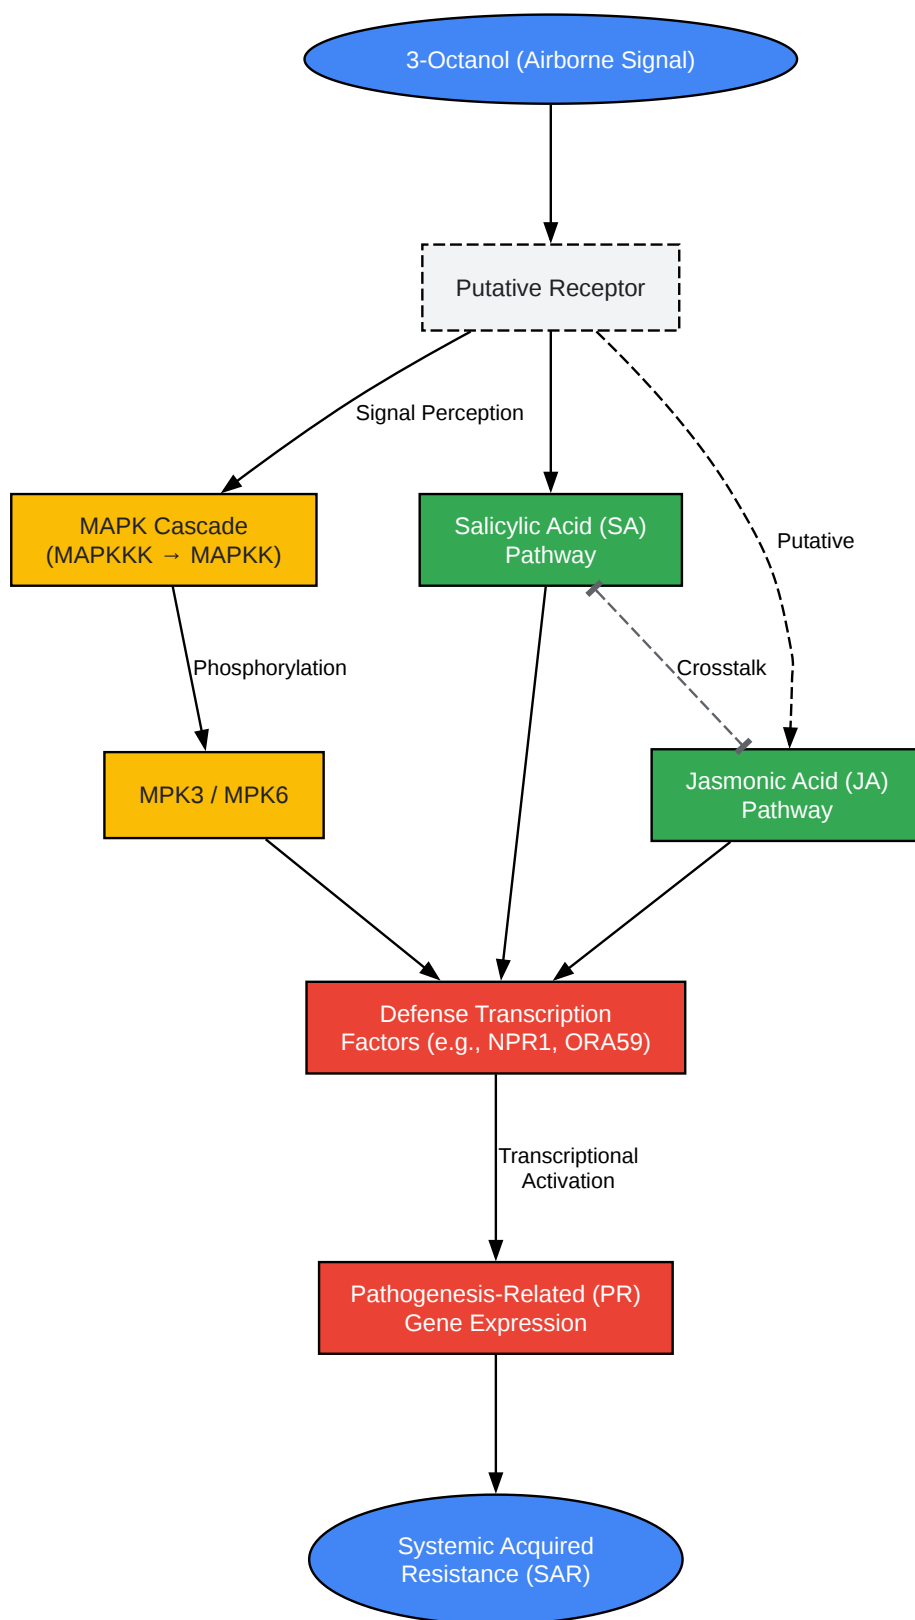 3-Octanol (Airborne Signal)
Putative Receptor
Signal Perception
MAPK Cascade
(MAPKKK → MAPKK)
Salicylic Acid (SA)
Pathway
Putative
Phosphorylation
Crosstalk
MPK3 / MPK6
Jasmonic Acid (JA)
Pathway
Defense Transcription
Factors (e.g., NPR1, ORA59)
Transcriptional
Activation
Pathogenesis-Related (PR)
Gene Expression
Systemic Acquired
Resistance (SAR)